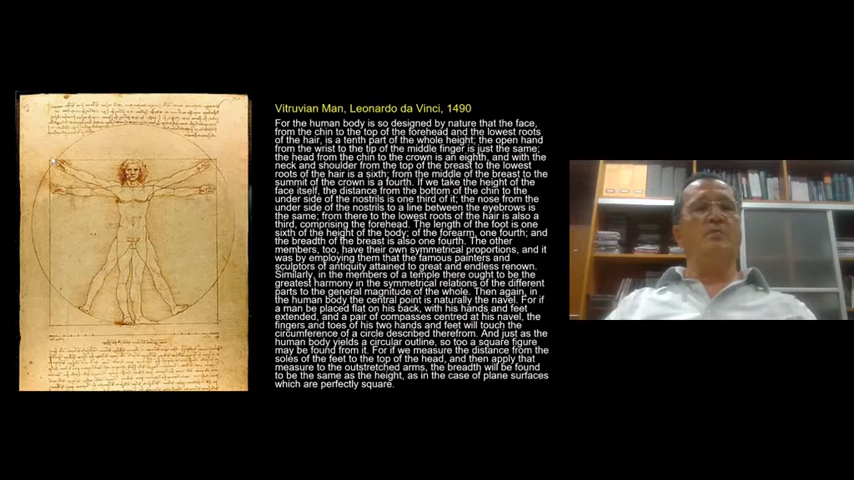 Vitruvian Man, Leonardo da Vinci, 1490
For the human body is so designed by nature that the face,
from the chin to the top of the forehead and the lowest roots
of the hair, is a tenth part of the whole height; the open hand
from the wrist to the tip of the middle finger is just the same;
the head from the chin to the crown is an eighth, and with the
neck and shoulder from the top of the breast to the lowest
roots of the hair is a sixth; from the middle of the breast to the
summit of the crown is a fourth. If we take the height of the
face itself, the distance from the bottom of the chin to the
under side of the nostrils is one third of it; the nose from the
under side of the nostrils to a line between the eyebrows is
the same; from there to the lowest roots of the hair is also a
third, comprising the forehead. The length of the foot is one
sixth of the height of the body; of the forearm, one fourth; and
the breadth of the breast is also one fourth. The other
members, too, have their own symmetrical proportions, and it
was by employing them that the famous painters and
sculptors of antiquity attained to great and endless renown.
Similarly, in the members of a temple there ought to be the
greatest harmony in the symmetrical relations of the different
parts to the general magnitude of the whole. Then again, in
the human body the central point is naturally the navel. For if
a man be placed flat on his back, with his hands and feet
extended, and a pair of compasses centred at his navel, the
fingers and toes of his two hands and feet will touch the
circumference of a circle described therefrom. And just as the
human body yields a circular outline, so too a square figure
may be found from it. For if we measure the distance from the
soles of the feet to the top of the head, and then apply that
measure to the outstretched arms, the breadth will be found
to be the same as the height, as in the case of plane surfaces
which are perfectly square.